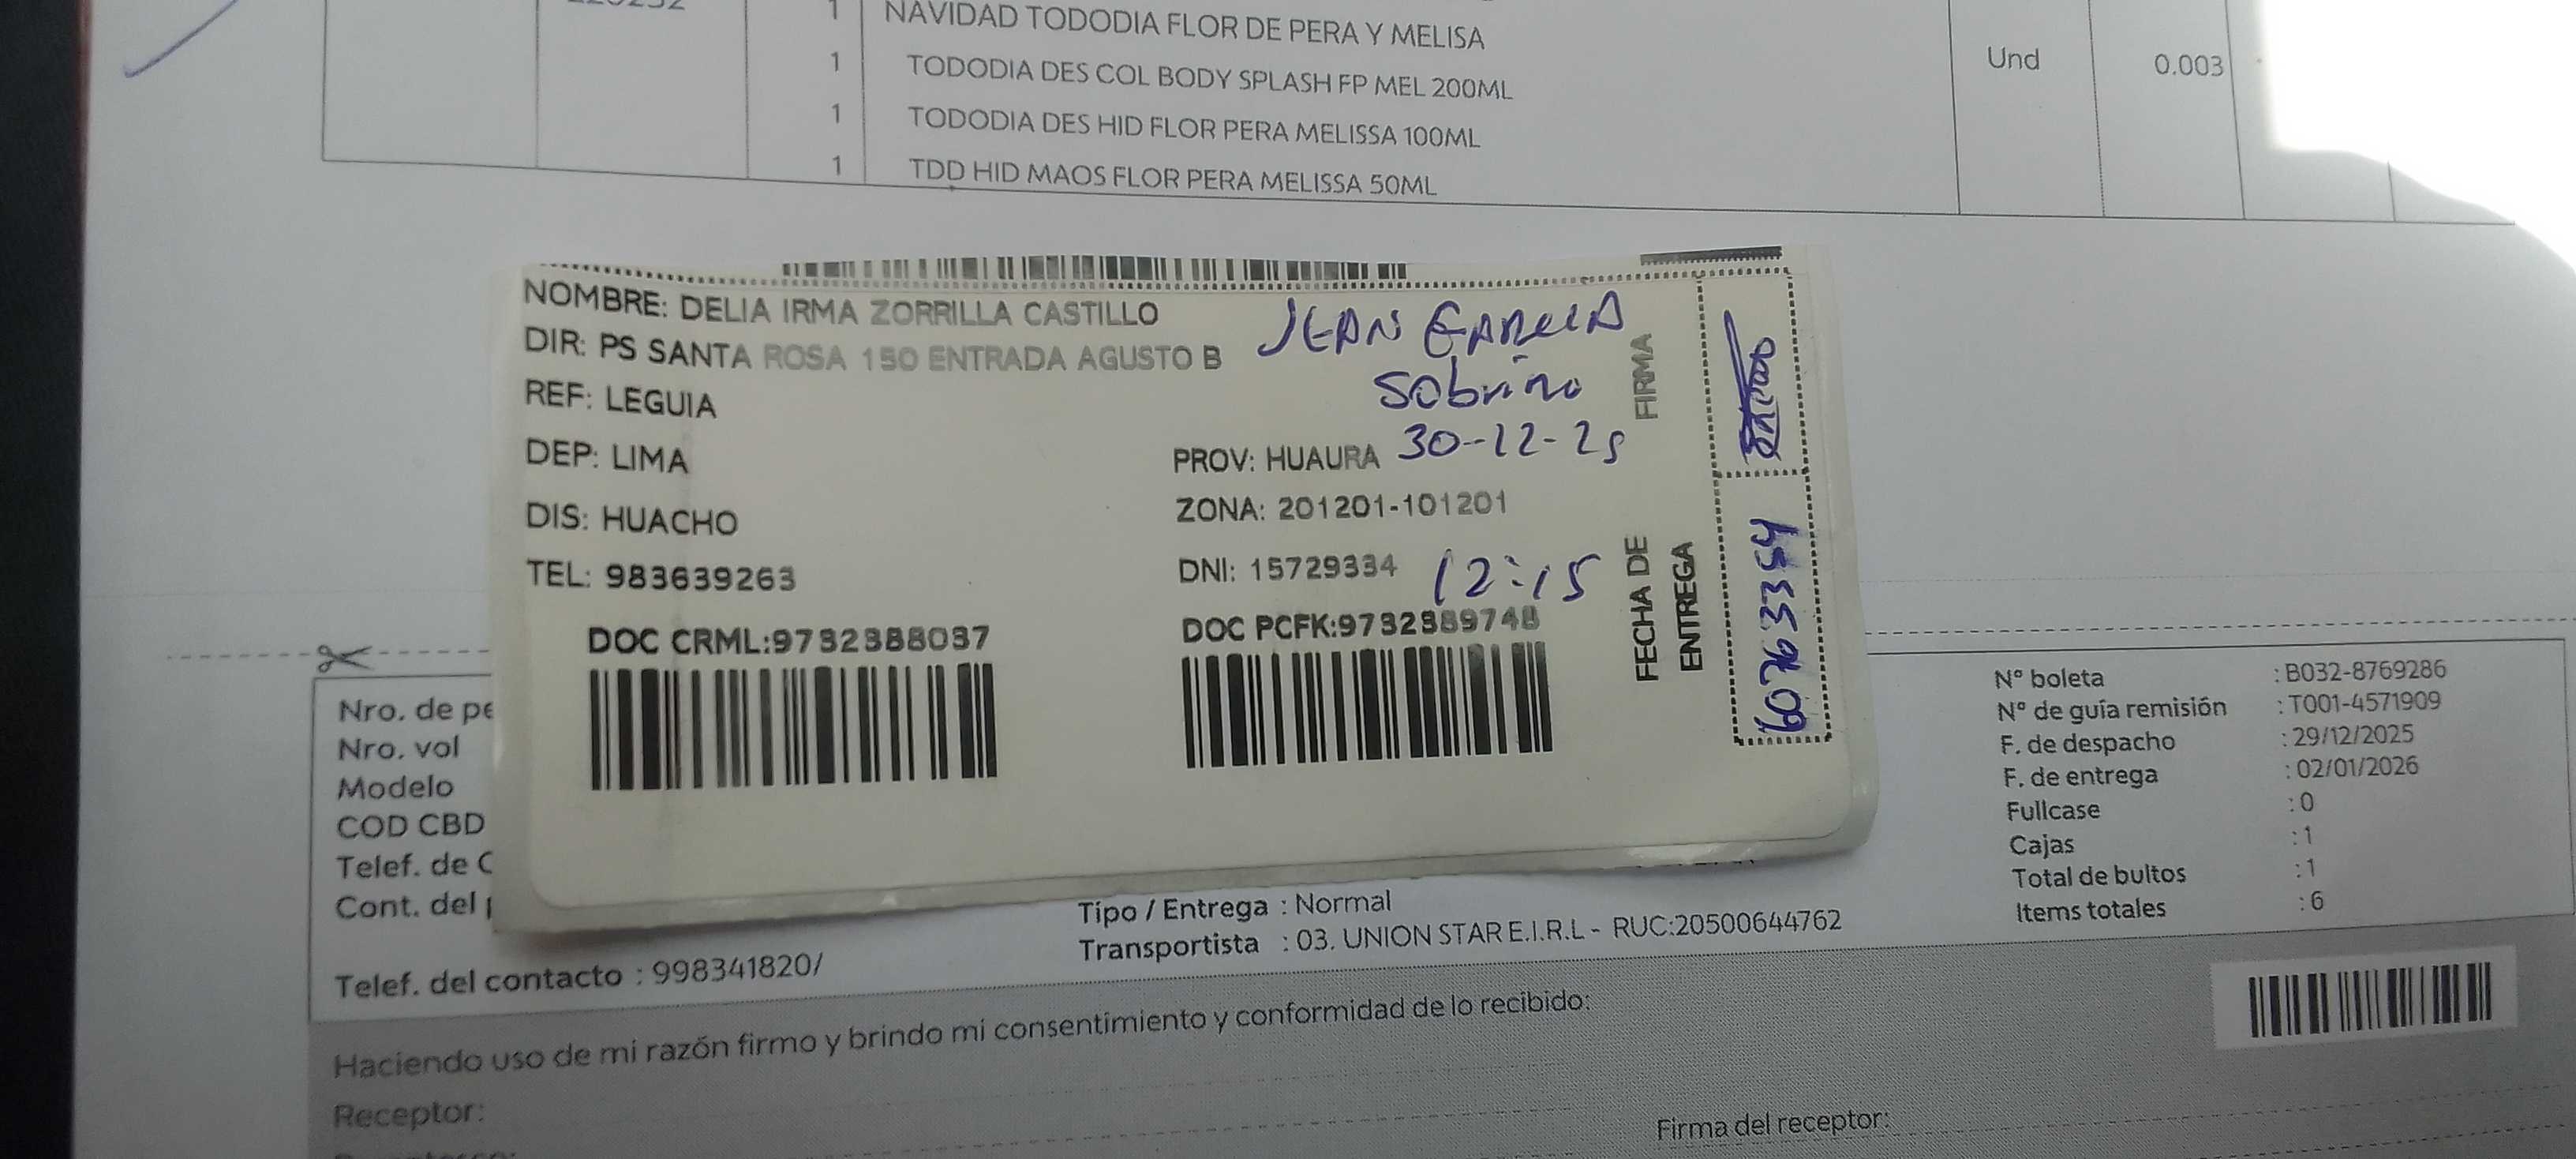 1 NAVIDAD TODODIA FLOR DE PERA Y MELISA Und 0.003
1 TODODIA DES COL BODY SPLASH FP MEL 200ML
1 TODODIA DES HID FLOR PERA MELISSA 100ML
1 TDD HID MAOS FLOR PERA MELISSA 50ML
NOMBRE: DELIA IRMA ZORRILLA CASTILLO
DIR: PS SANTA ROSA 150 ENTRADA AGUSTO B
REF: LEGUIA
DEP: LIMA
PROV: HUAURA
DIS: HUACHO
ZONA: 201201-101201
TEL: 983639263
DNI: 15729334
DOC CRML:9732388037
DOC PCFK:9732389748
JEAN GARCIA
Sobrino
30-12-25
12:15
FIRMA
FECHA DE
ENTREGA
Nro. de pe
Nro. vol
Modelo
COD CBD
Telef. de C
Cont. del
Telef. del contacto : 998341820/
Tipo / Entrega : Normal
Transportista : 03. UNION STAR E.I.R.L - RUC:20500644762
N° boleta : B032-8769286
N° de guía remisión : T001-4571909
F. de despacho : 29/12/2025
F. de entrega : 02/01/2026
Fullcase : 0
Cajas : 1
Total de bultos : 1
Items totales : 6
Haciendo uso de mi razón firmo y brindo mi consentimiento y conformidad de lo recibido:
Receptor:
Firma del receptor: